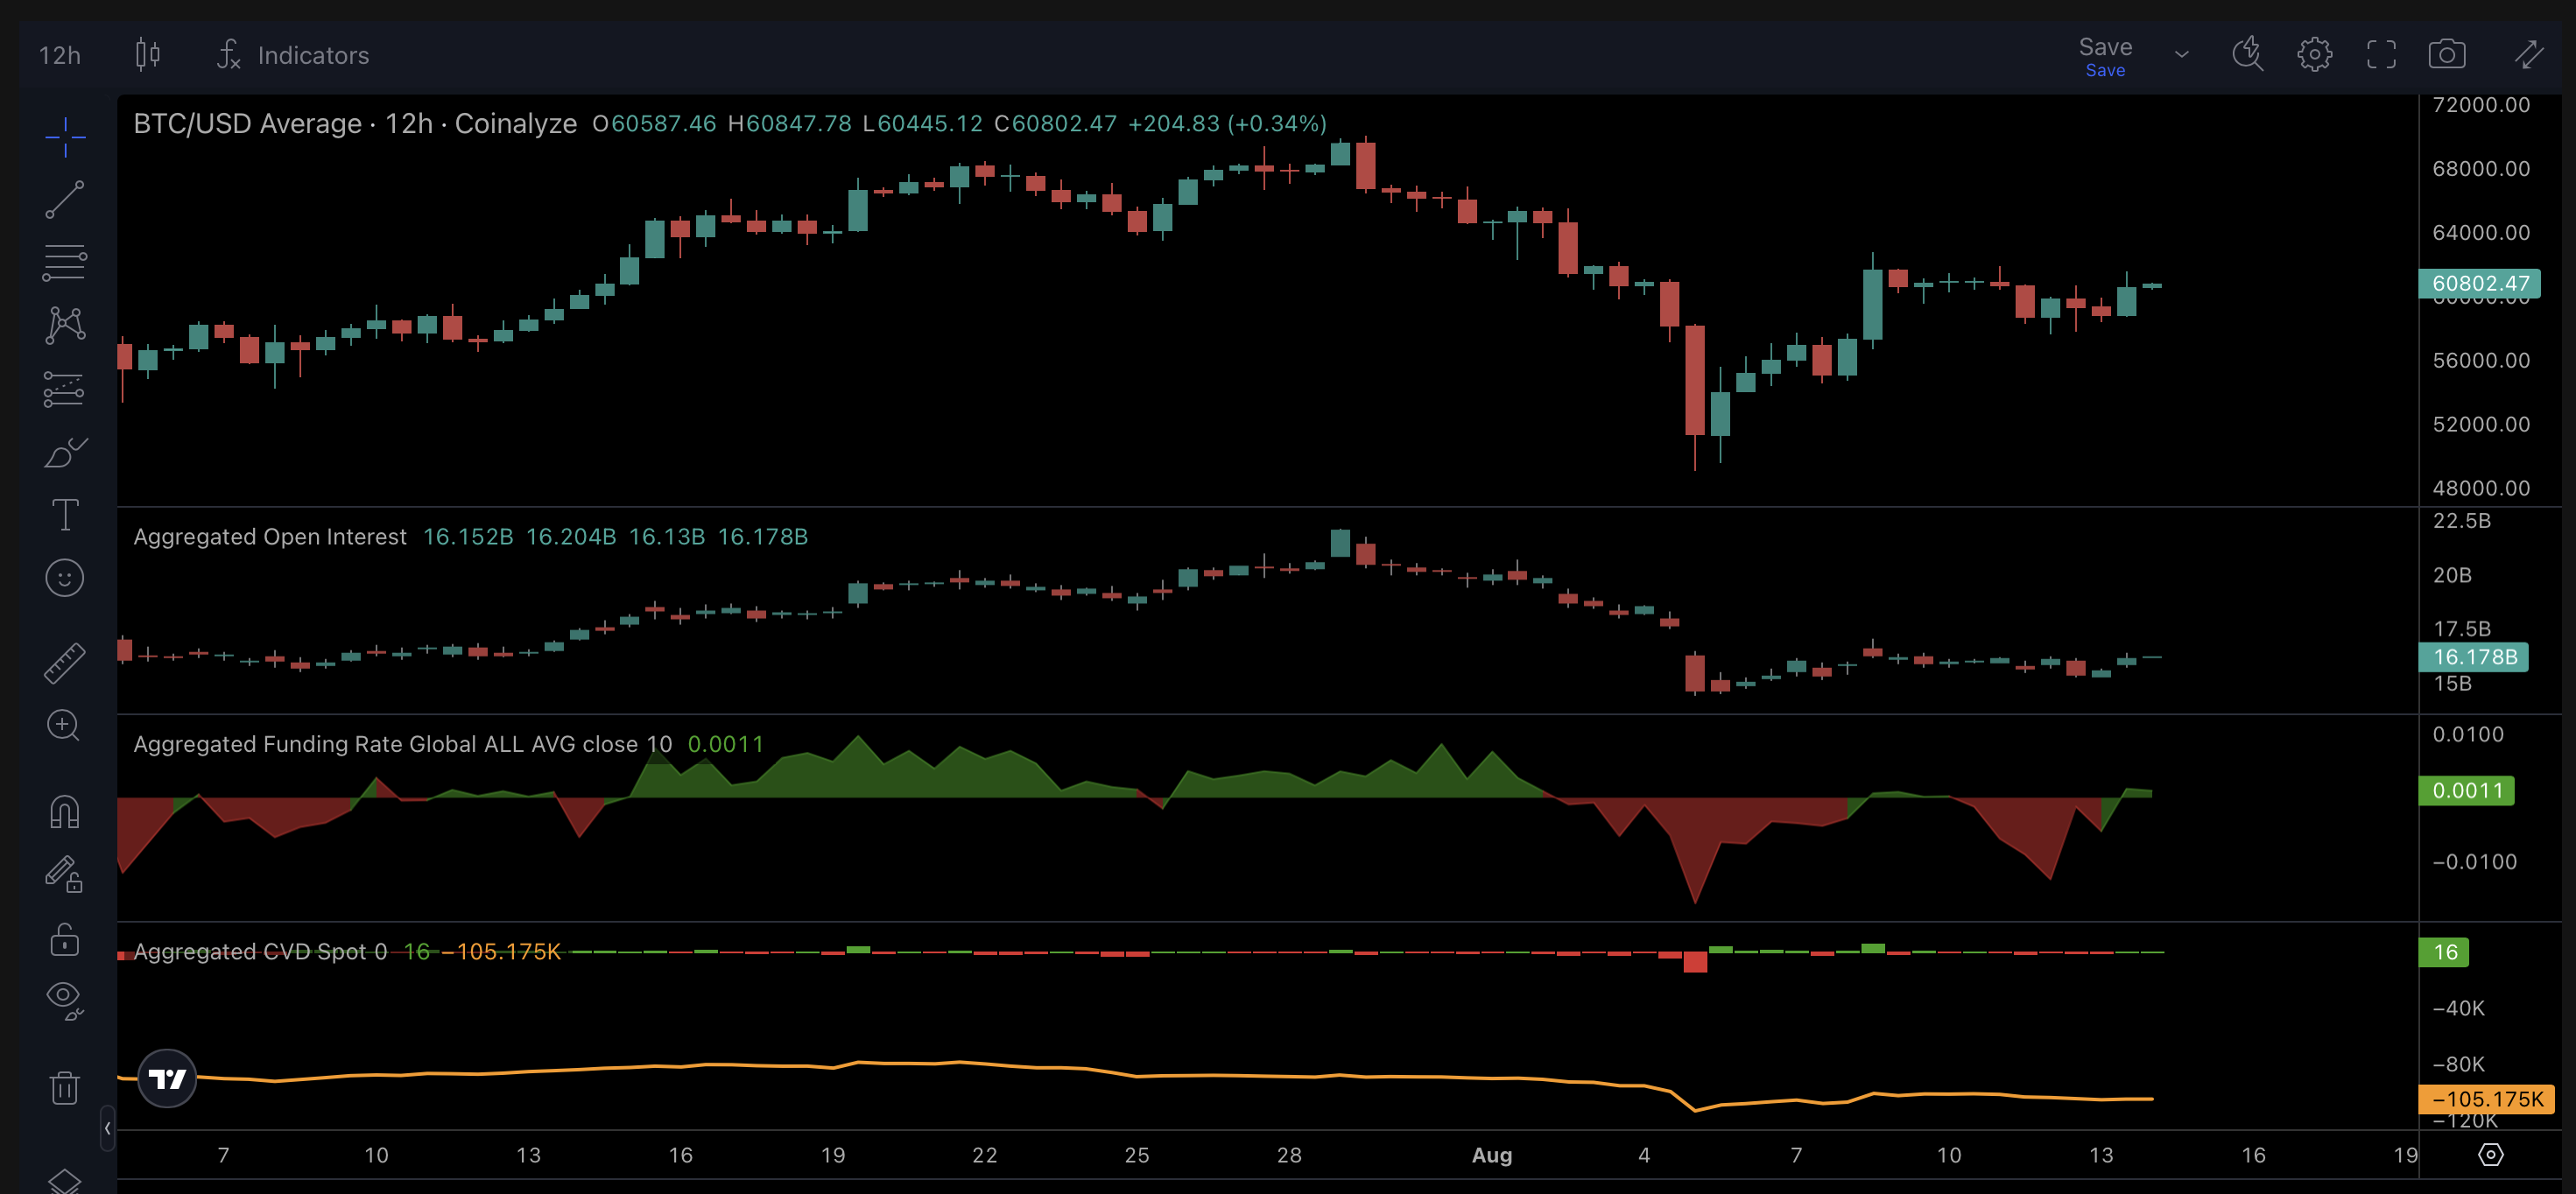 12h Indicators Save
Save
BTC/USD Average · 12h · Coinalyze O60587.46 H60847.78 L60445.12 C60802.47 +204.83 (+0.34%)
72000.00
68000.00
64000.00
60802.47
60000.00
56000.00
52000.00
48000.00
Aggregated Open Interest 16.152B 16.204B 16.13B 16.178B
22.5B
20B
17.5B
16.178B
15B
Aggregated Funding Rate Global ALL AVG close 10 0.0011
0.0100
0.0011
−0.0100
Aggregated CVD Spot 0 16 −105.175K
16
−40K
−80K
−105.175K
−120K
7 10 13 16 19 22 25 28 Aug 4 7 10 13 16 19